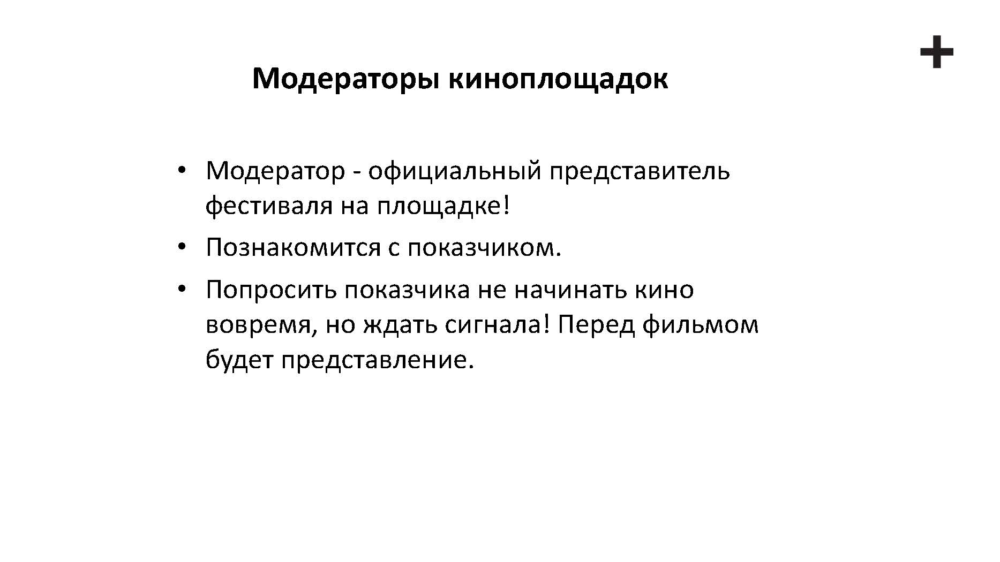 Модераторы киноплощадок
• Модератор - официальный представитель
фестиваля на площадке!
• Познакомится с показчиком.
• Попросить показчика не начинать кино
вовремя, но ждать сигнала! Перед фильмом
будет представление.